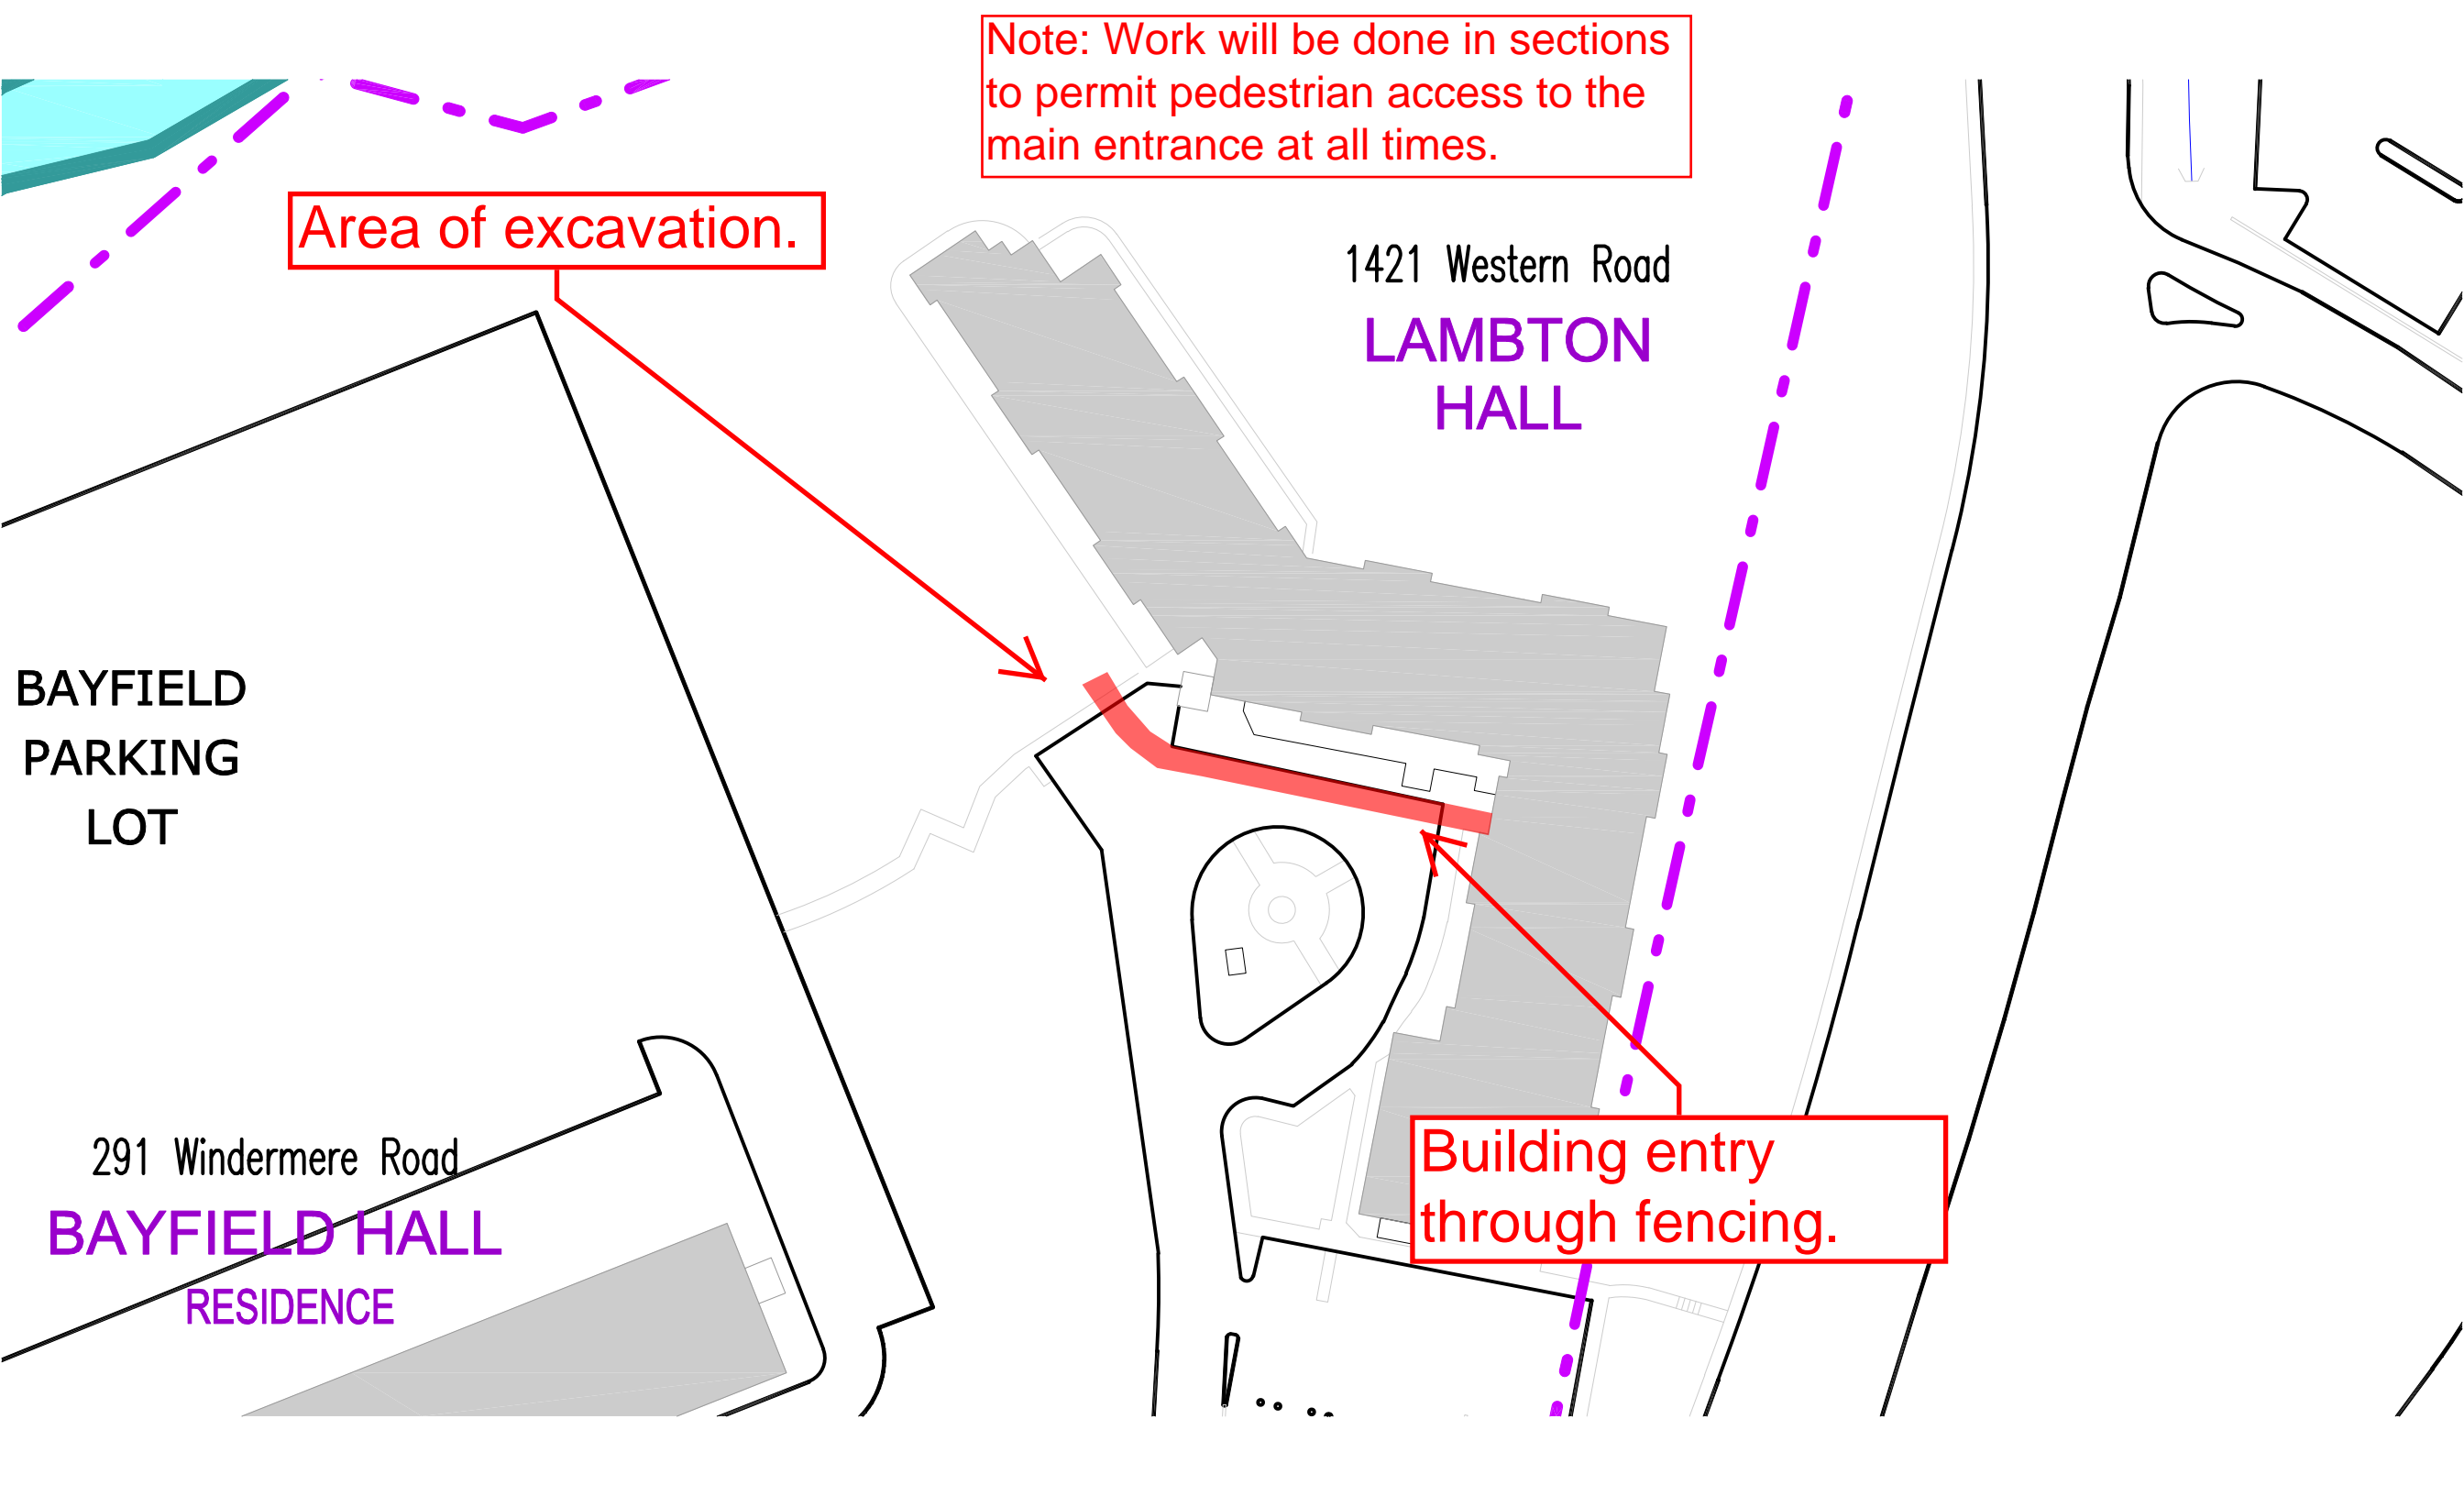 Note: Work will be done in sections
to permit pedestrian access to the
main entrance at all times.
Area of excavation.
1421 Western Road
LAMBTON
HALL
BAYFIELD
PARKING
LOT
291 Windermere Road
BAYFIELD HALL
RESIDENCE
Building entry
through fencing.